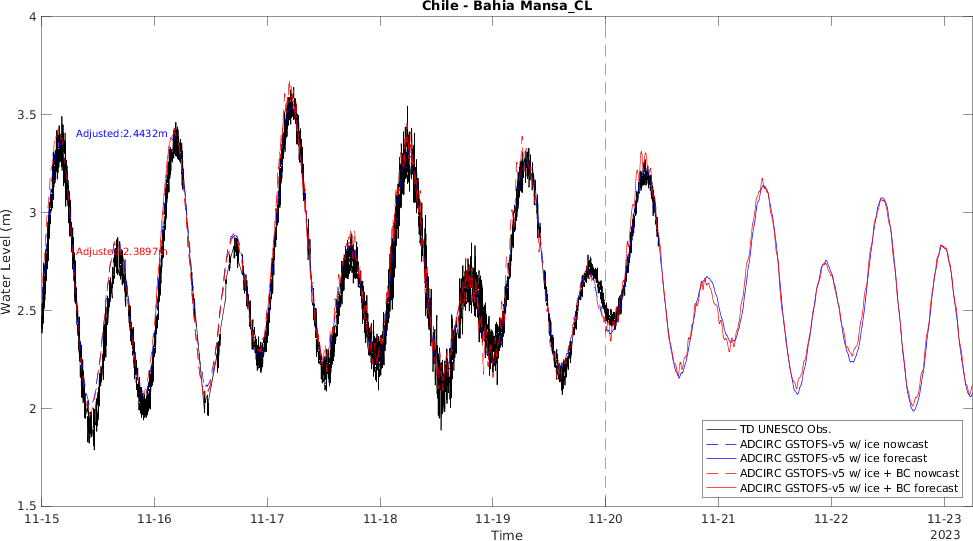 Chile - Bahia Mansa_CL
4
3.5
3
2.5
2
1.5
Water Level (m)
Adjusted:2.4432m
Adjusted:2.3897m
TD UNESCO Obs.
ADCIRC GSTOFS-v5 w/ ice nowcast
ADCIRC GSTOFS-v5 w/ ice forecast
ADCIRC GSTOFS-v5 w/ ice + BC nowcast
ADCIRC GSTOFS-v5 w/ ice + BC forecast
11-15 11-16 11-17 11-18 11-19 11-20 11-21 11-22 11-23
Time 2023